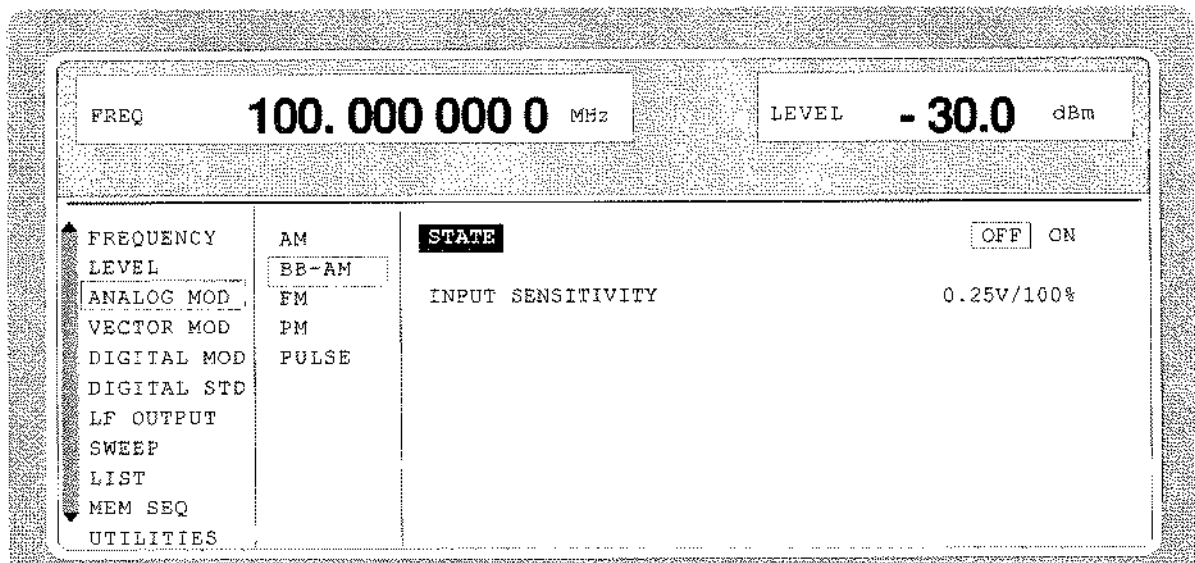 FREQ 100. 000 000 0 MHz LEVEL - 30.0 dBm
FREQUENCY AM STATE OFF ON
LEVEL BB-AM
ANALOG MOD FM INPUT SENSITIVITY 0.25V/100%
VECTOR MOD PM
DIGITAL MOD PULSE
DIGITAL STD
LF OUTPUT
SWEEP
LIST
MEM SEQ
UTILITIES